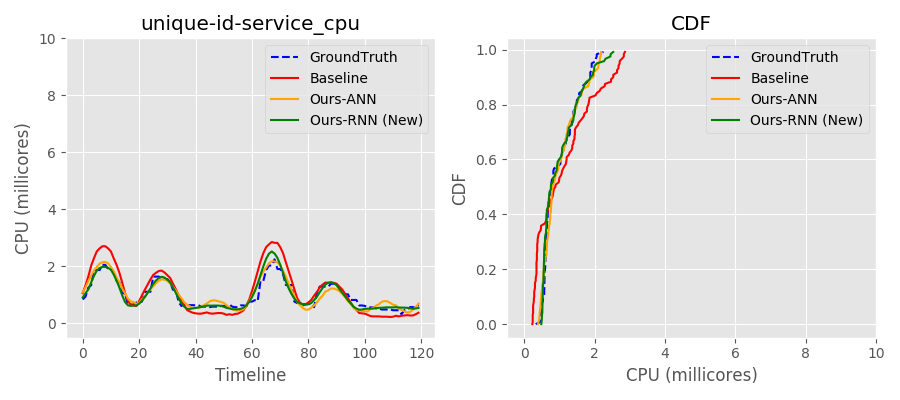 unique-id-service_cpu
CPU (millicores)
10
8
6
4
2
0
GroundTruth
Baseline
Ours-ANN
Ours-RNN (New)
0 20 40 60 80 100 120
Timeline
CDF
CDF
1.0
0.8
0.6
0.4
0.2
0.0
GroundTruth
Baseline
Ours-ANN
Ours-RNN (New)
0 2 4 6 8 10
CPU (millicores)